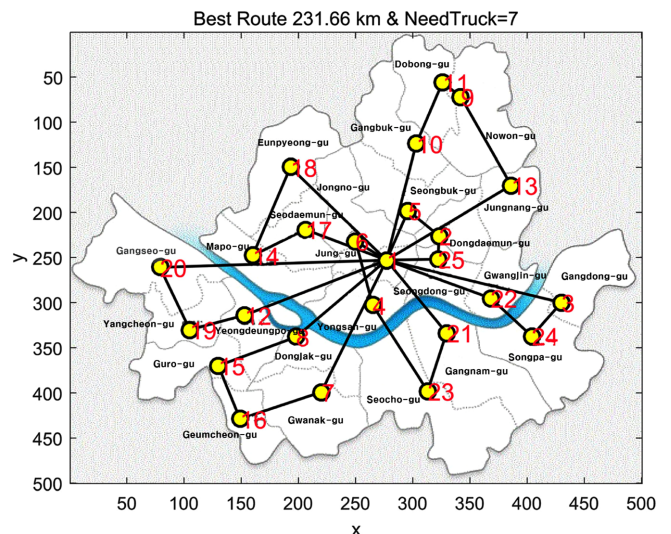 Best Route 231.66 km & NeedTruck=7
Dobong-gu
50
11
9
100
Gangbuk-gu
Nowon-gu
Eunpyeong-gu
10
150
18
13
Jongno-gu
Seongbuk-gu
200
Seodaemun-gu
5
Jungnang-gu
17
6
2
Mapo-gu
Dongdaemun-gu
Gangseo-gu
14
Jung-gu
1
25
250
20
Gwangjin-gu
Gangdong-gu
Seongdong-gu
22
3
300
4
12
Yangcheon-gu
19
Yeongdeungpo-gu
Yongsan-gu
8
21
24
350
Guro-gu
Dongjak-gu
Songpa-gu
15
Gangnam-gu
7
Seocho-gu
23
400
16
Gwanak-gu
Geumcheon-gu
450
500
50 100 150 200 250 300 350 400 450 500
x
y